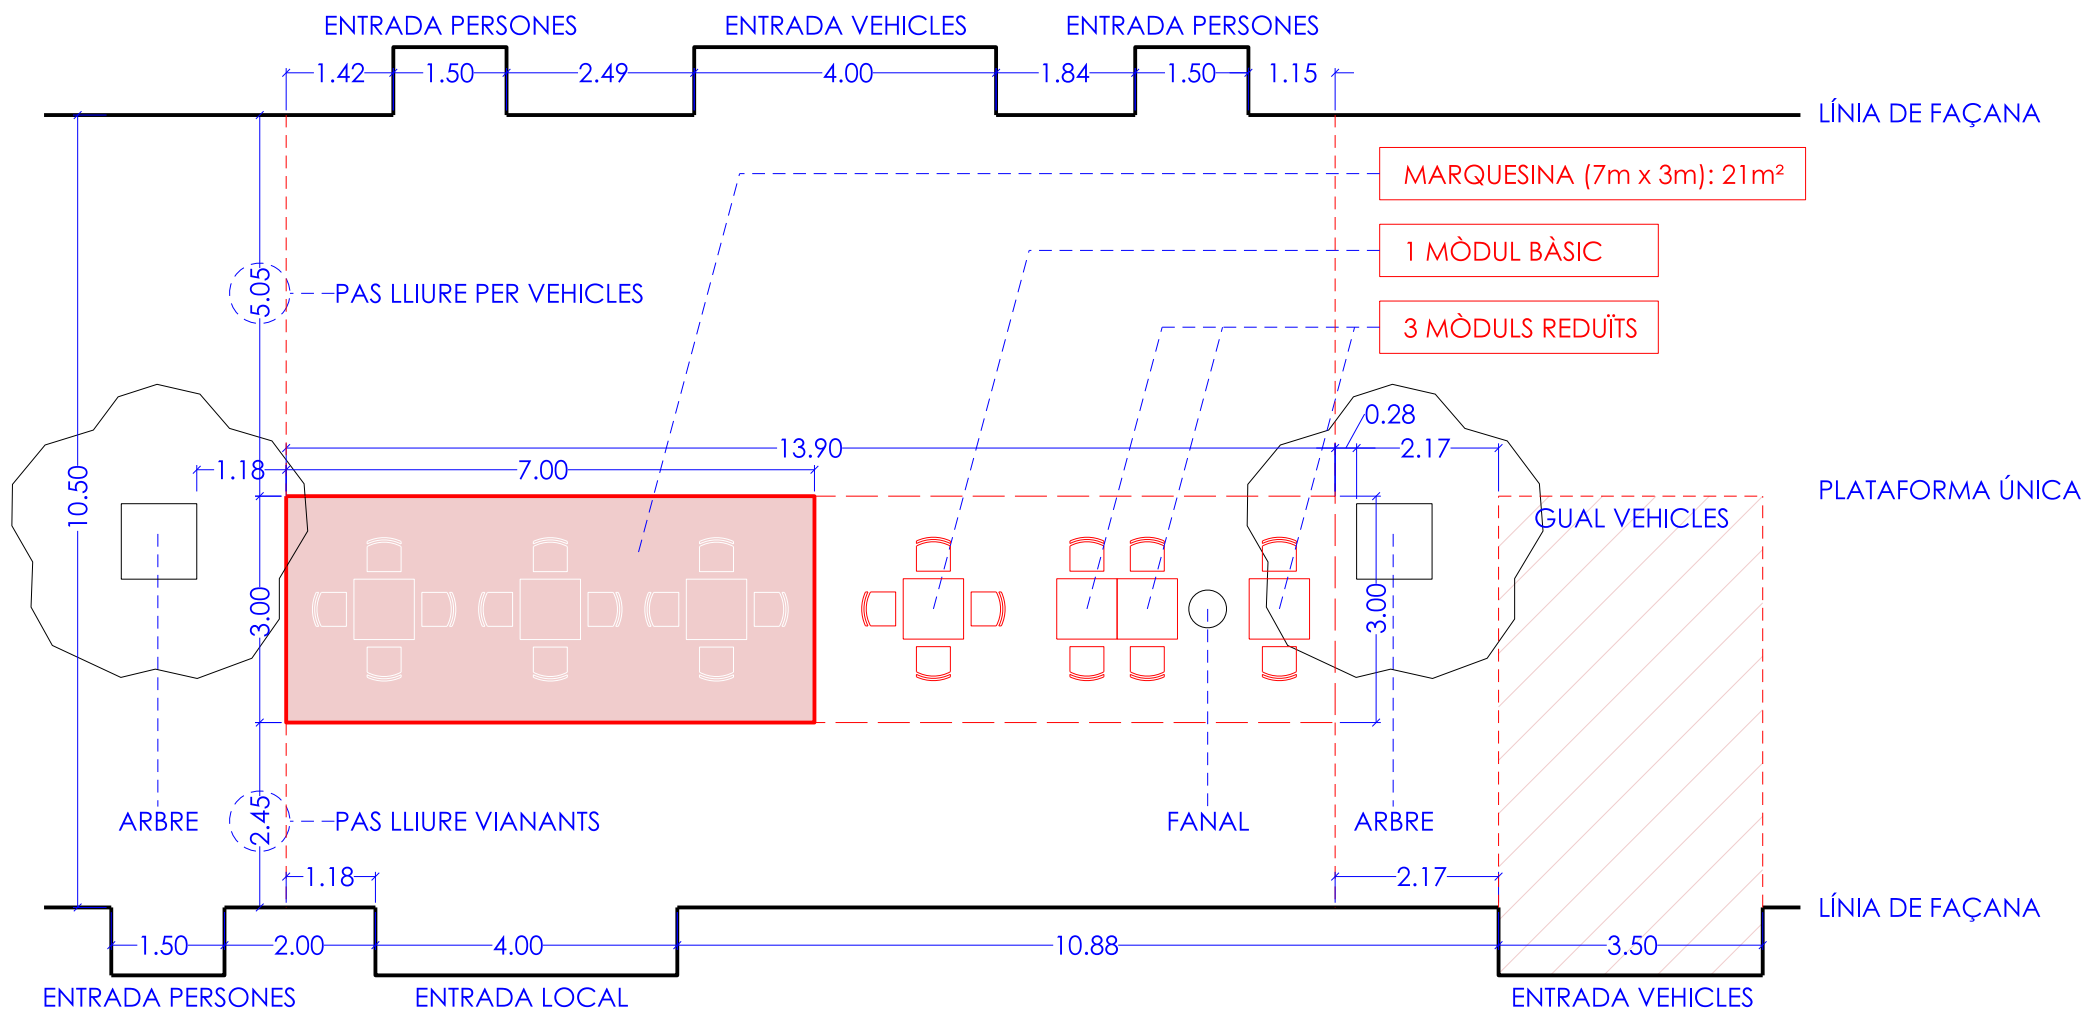 ENTRADA PERSONES
ENTRADA VEHICLES
ENTRADA PERSONES
1.42
1.50
2.49
4.00
1.84
1.50
1.15
LÍNIA DE FAÇANA
MARQUESINA (7m x 3m): 21m²
1 MÒDUL BÀSIC
5.05
PAS LLIURE PER VEHICLES
3 MÒDULS REDUÏTS
0.28
13.90
2.17
1.18
7.00
10.50
PLATAFORMA ÚNICA
GUAL VEHICLES
3.00
3.00
ARBRE
2.45
PAS LLIURE VIANANTS
FANAL
ARBRE
1.18
2.17
LÍNIA DE FAÇANA
1.50
2.00
4.00
10.88
3.50
ENTRADA PERSONES
ENTRADA LOCAL
ENTRADA VEHICLES